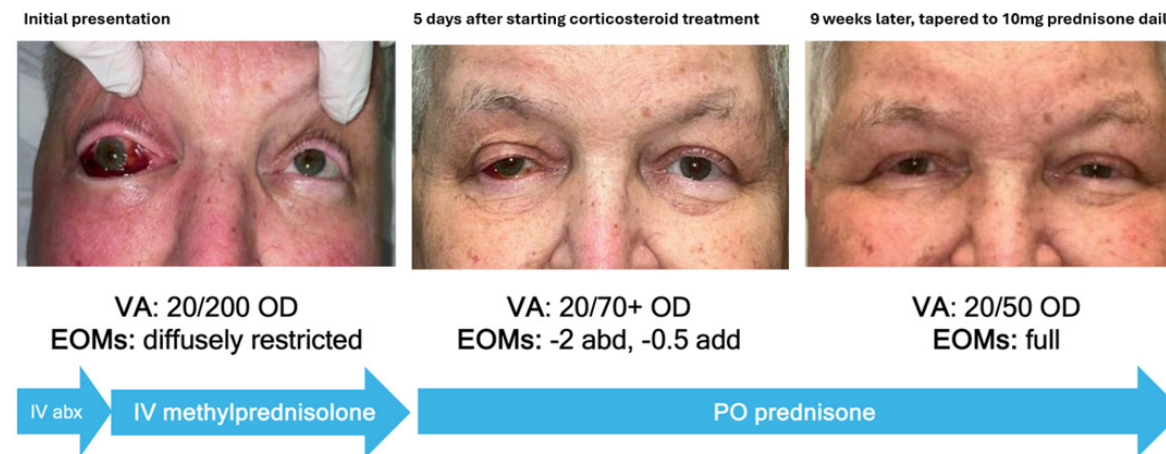 Initial presentation
5 days after starting corticosteroid treatment
9 weeks later, tapered to 10mg prednisone dail
VA: 20/200 OD
EOMs: diffusely restricted
VA: 20/70+ OD
EOMs: -2 abd, -0.5 add
VA: 20/50 OD
EOMs: full
IV abx
IV methylprednisolone
PO prednisone